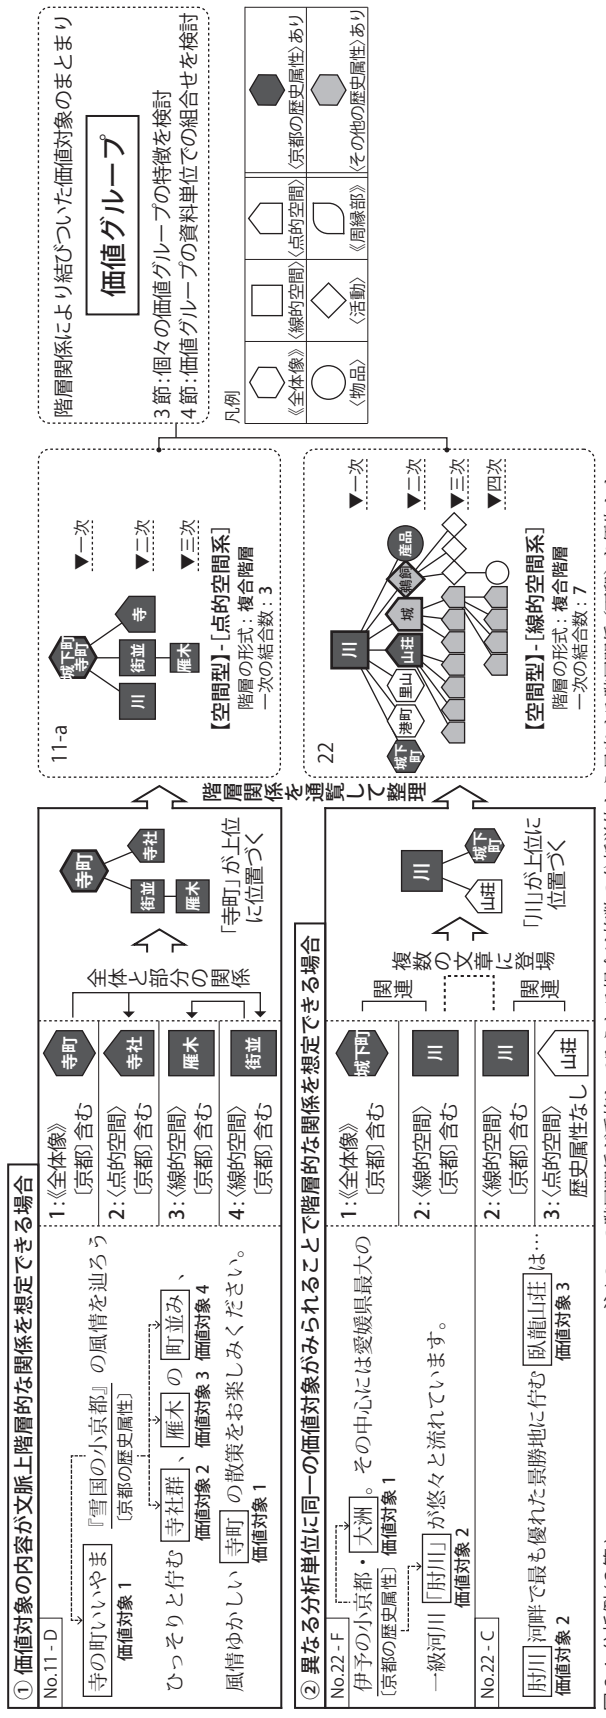 ① 価値対象の内容が文脈上階層的な関係を想定できる場合
No.11 - D
寺の町いいやま 『雪国の小京都』の風情を辿ろう
価値対象 1
[京都の歴史属性]
ひっそりと佇む 寺社群 、 雁木 の 町並み 、
価値対象 2 価値対象 3 価値対象 4
風情ゆかしい 寺町 の散策をお楽しみください。
価値対象 1
1:《全体像》
[京都] 含む
寺町
2:〈点的空間〉
[京都] 含む
寺社
3:〈線的空間〉
[京都] 含む
雁木
4:〈線的空間〉
[京都] 含む
街並
全体と部分の関係
寺町
街並
寺社
雁木
「寺町」が上位
に位置づく
② 異なる分析単位に同一の価値対象がみられることで階層的な関係を想定できる場合
No.22 - F
伊予の小京都・ 大洲 。その中心には愛媛県最大の
[京都の歴史属性] 価値対象 1
一級河川 「肱川」 が悠々と流れています。
価値対象 2
No.22 - C
肱川 河畔で最も優れた景勝地に佇む 臥龍山荘 は…
価値対象 2
価値対象 3
1:《全体像》
[京都] 含む
城下町
2:〈線的空間〉
[京都] 含む
川
2:〈線的空間〉
[京都] 含む
川
3:〈点的空間〉
歴史属性なし
山荘
関連
関連
複数の文章に登場
川
山荘
城下町
「川」が上位に
位置づく
階層関係を通覧して整理
11-a
城下町
寺町
川
街並
寺
雁木
▼一次
▼二次
▼三次
【空間型】- [点的空間系]
階層の形式：複合階層
一次の結合数：3
22
川
城下町
港町
里山
山荘
城
鵜飼
産品
▼一次
▼二次
▼三次
▼四次
【空間型】- [線的空間系]
階層の形式：複合階層
一次の結合数：7
階層関係により結びついた価値対象のまとまり
価値グループ
3 節：個々の価値グループの特徴を検討
4 節：価値グループの資料単位での組合せを検討
凡例
《全体像》
〈線的空間〉
〈点的空間〉
〈京都の歴史属性〉あり
〈物品〉
〈活動〉
《周縁部》
〈その他の歴史属性〉あり